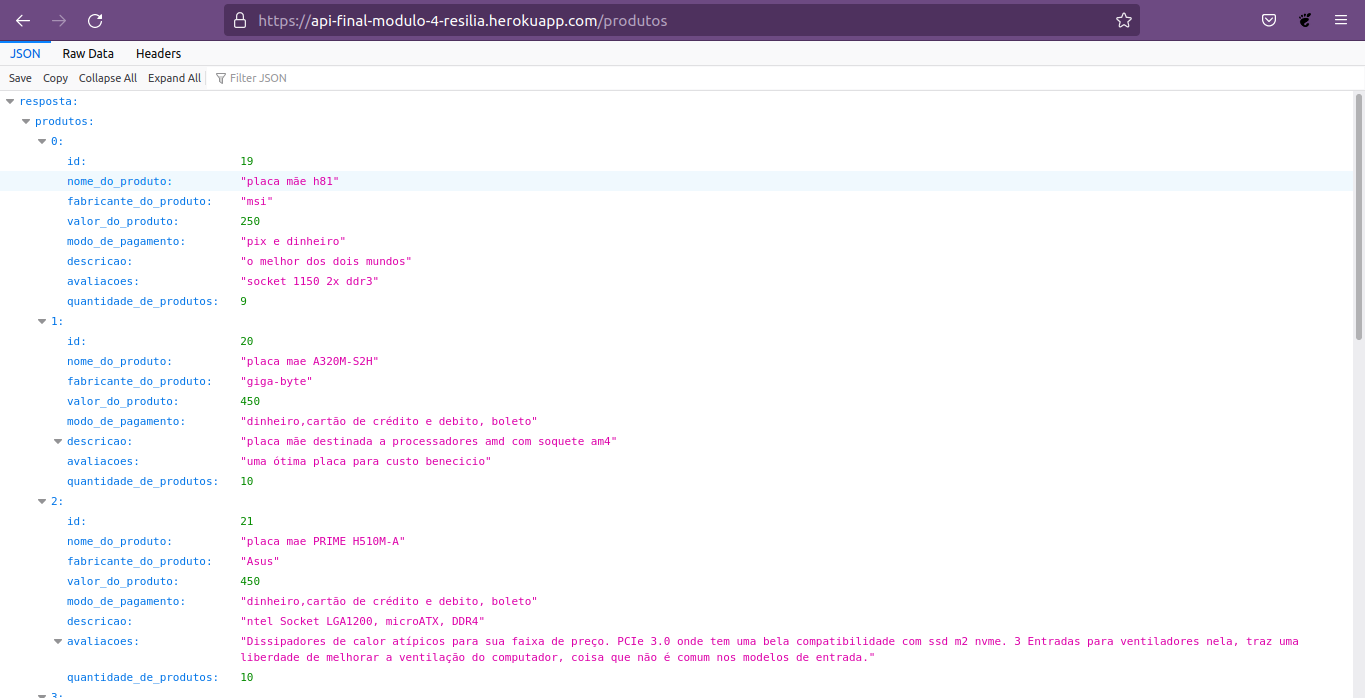 https://api-final-modulo-4-resilia.herokuapp.com/produtos
JSON Raw Data Headers
Save Copy Collapse All Expand All Filter JSON
resposta:
produtos:
0:
id: 19
nome_do_produto: "placa mãe h81"
fabricante_do_produto: "msi"
valor_do_produto: 250
modo_de_pagamento: "pix e dinheiro"
descricao: "o melhor dos dois mundos"
avaliacoes: "socket 1150 2x ddr3"
quantidade_de_produtos: 9
1:
id: 20
nome_do_produto: "placa mae A320M-S2H"
fabricante_do_produto: "giga-byte"
valor_do_produto: 450
modo_de_pagamento: "dinheiro,cartão de crédito e debito, boleto"
descricao: "placa mãe destinada a processadores amd com soquete am4"
avaliacoes: "uma ótima placa para custo benecicio"
quantidade_de_produtos: 10
2:
id: 21
nome_do_produto: "placa mae PRIME H510M-A"
fabricante_do_produto: "Asus"
valor_do_produto: 450
modo_de_pagamento: "dinheiro,cartão de crédito e debito, boleto"
descricao: "ntel Socket LGA1200, microATX, DDR4"
avaliacoes: "Dissipadores de calor atípicos para sua faixa de preço. PCIe 3.0 onde tem uma bela compatibilidade com ssd m2 nvme. 3 Entradas para ventiladores nela, traz uma
liberdade de melhorar a ventilação do computador, coisa que não é comum nos modelos de entrada."
quantidade_de_produtos: 10
3: